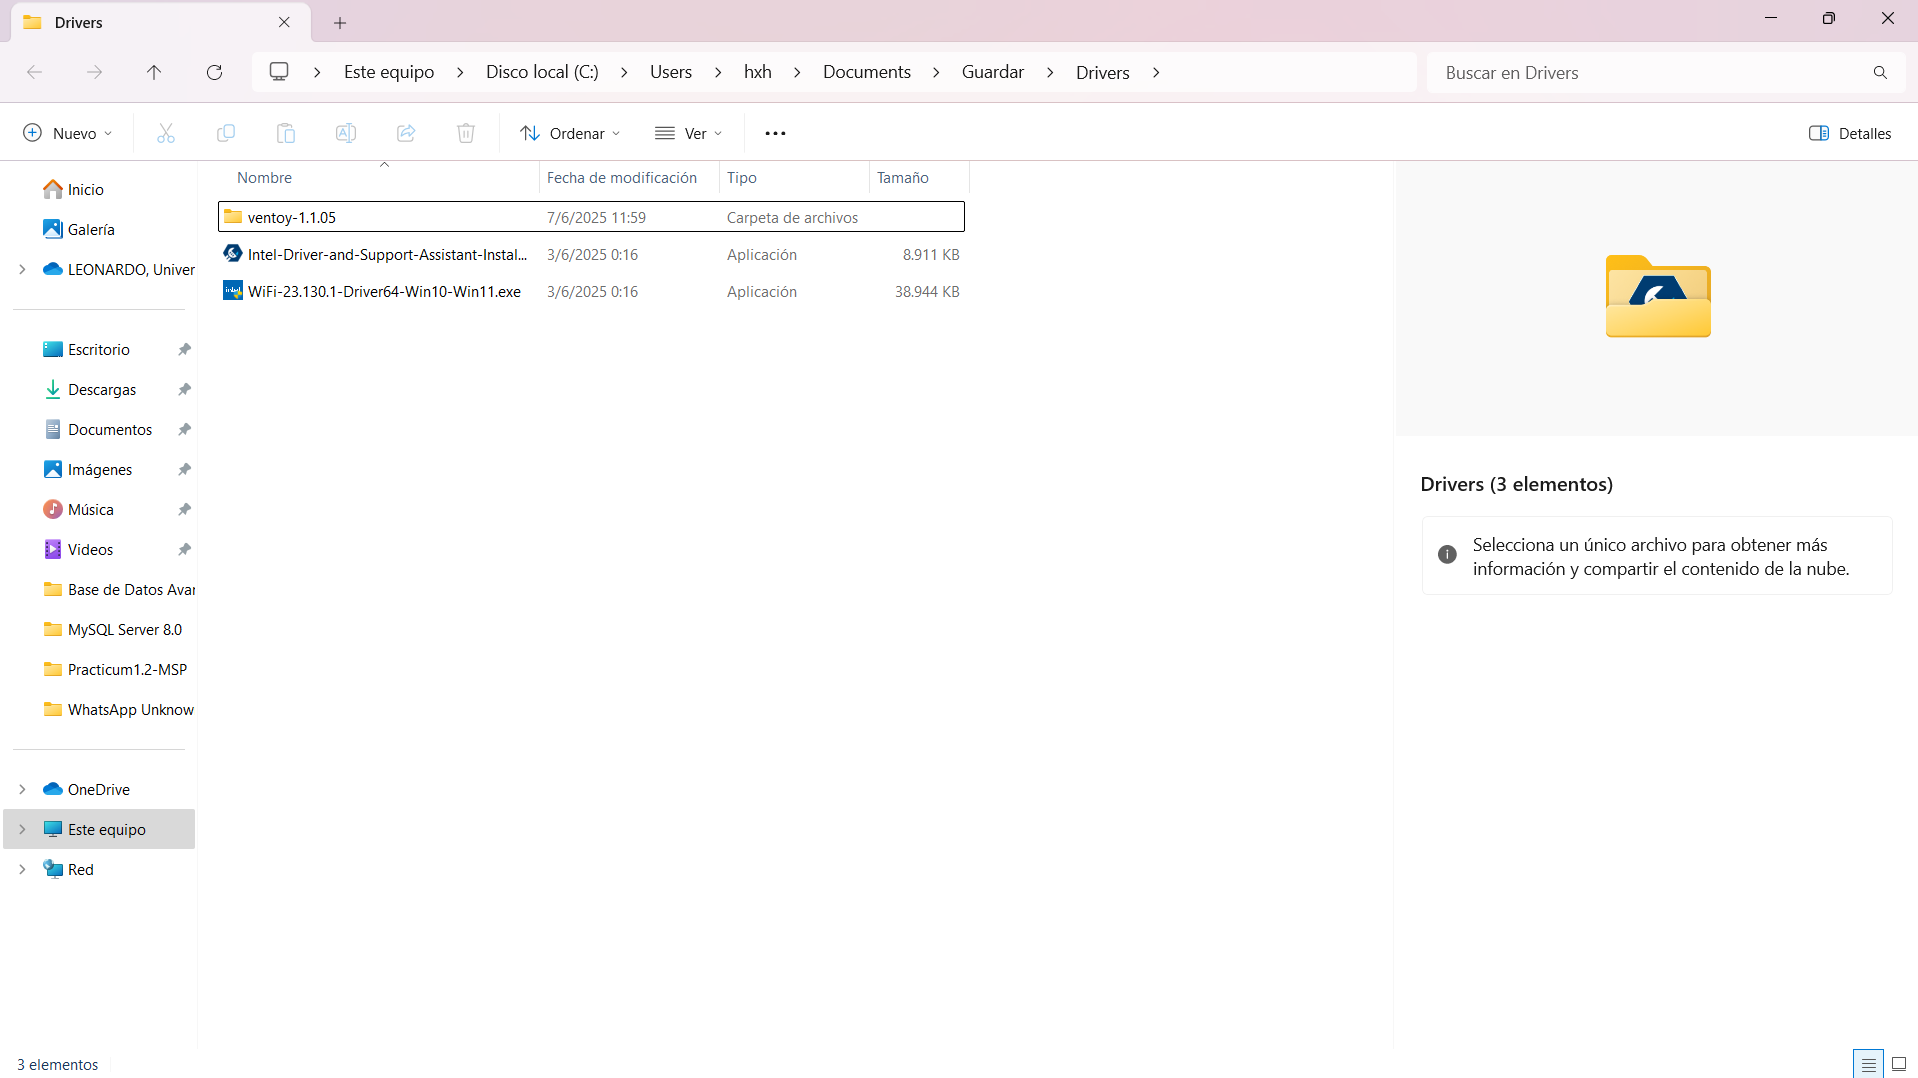 Drivers
Este equipo
Disco local (C:)
Users
hxh
Documents
Guardar
Drivers
Buscar en Drivers
Nuevo
Ordenar
Ver
Detalles
Inicio
Galería
LEONARDO, Univer
Escritorio
Descargas
Documentos
Imágenes
Música
Videos
Base de Datos Avar
MySQL Server 8.0
Practicum1.2-MSP
WhatsApp Unknow
OneDrive
Este equipo
Red
Nombre Fecha de modificación Tipo Tamaño
ventoy-1.1.05 7/6/2025 11:59 Carpeta de archivos
Intel-Driver-and-Support-Assistant-Instal... 3/6/2025 0:16 Aplicación 8.911 KB
WiFi-23.130.1-Driver64-Win10-Win11.exe 3/6/2025 0:16 Aplicación 38.944 KB
Drivers (3 elementos)
Selecciona un único archivo para obtener más
información y compartir el contenido de la nube.
3 elementos